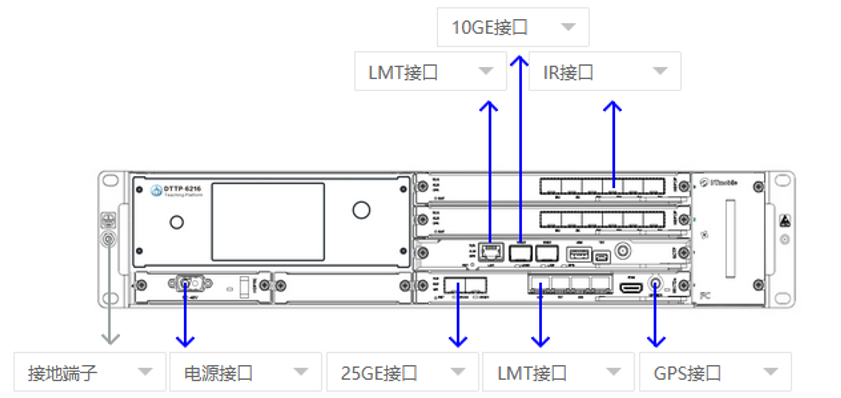 10GE接口
LMT接口
IR接口
DTTP-6216
Teaching Platform
接地端子
电源接口
25GE接口
LMT接口
GPS接口